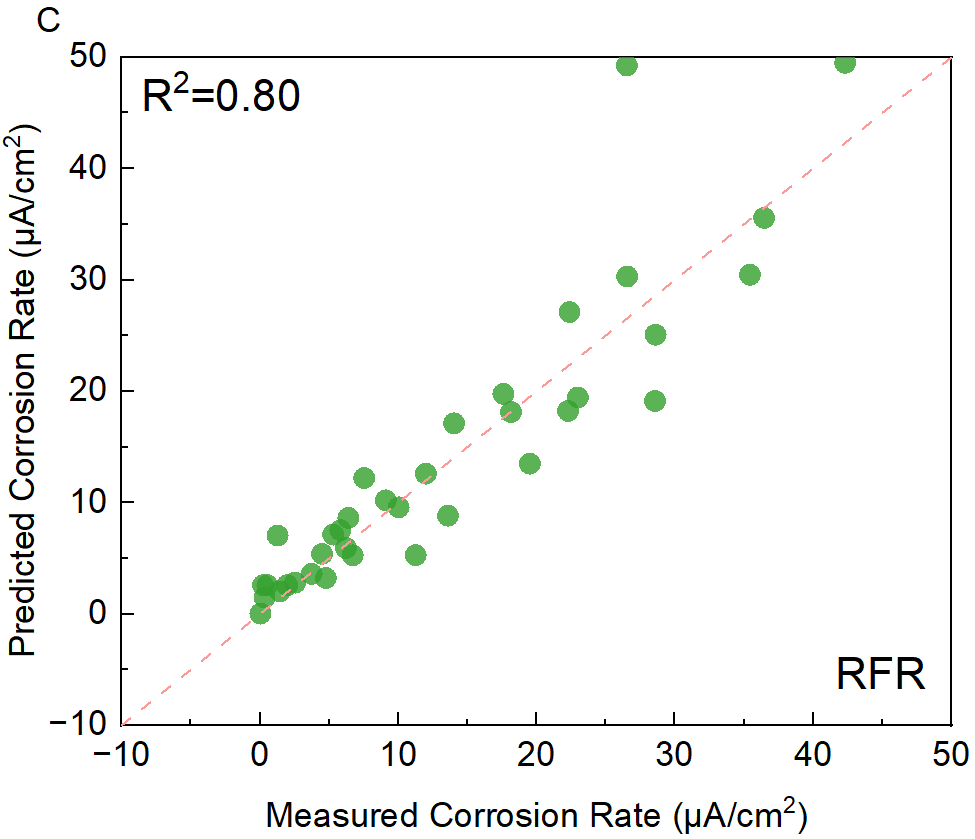 C
R²=0.80
Predicted Corrosion Rate (μA/cm²)
50
40
30
20
10
0
−10
RFR
−10 0 10 20 30 40 50
Measured Corrosion Rate (μA/cm²)